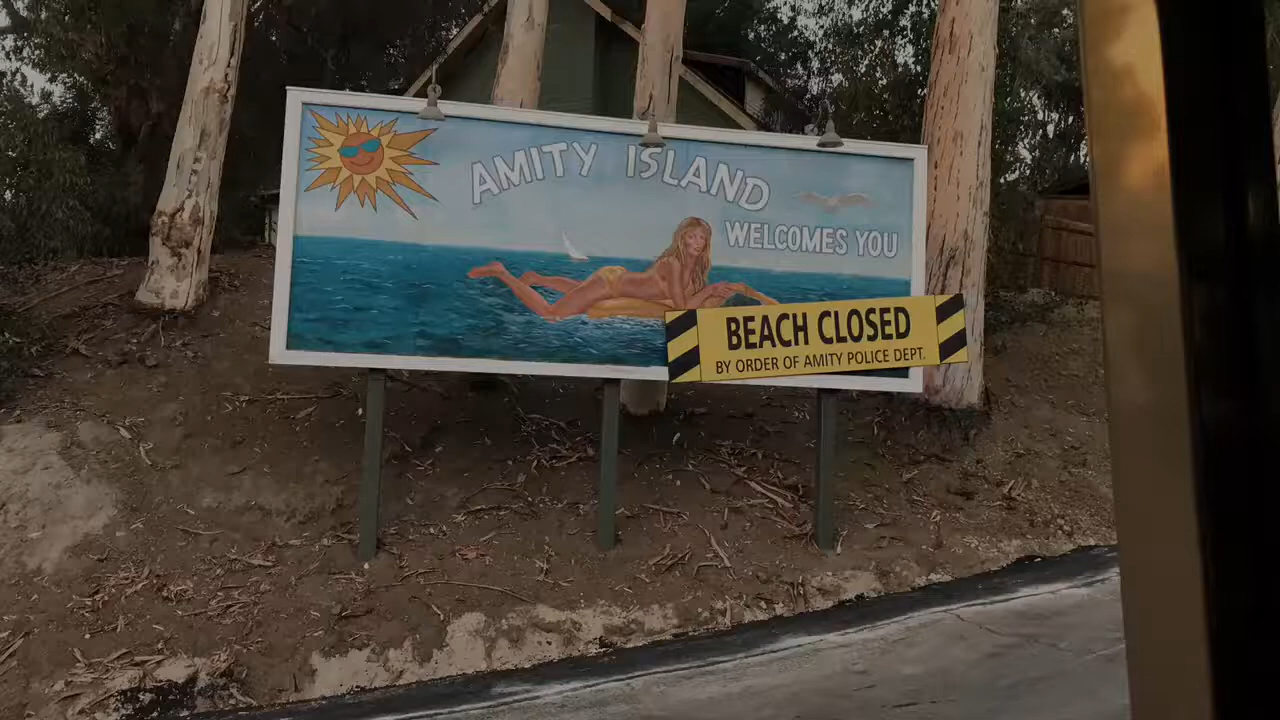 AMITY ISLAND
WELCOMES YOU
BEACH CLOSED
BY ORDER OF AMITY POLICE DEPT.